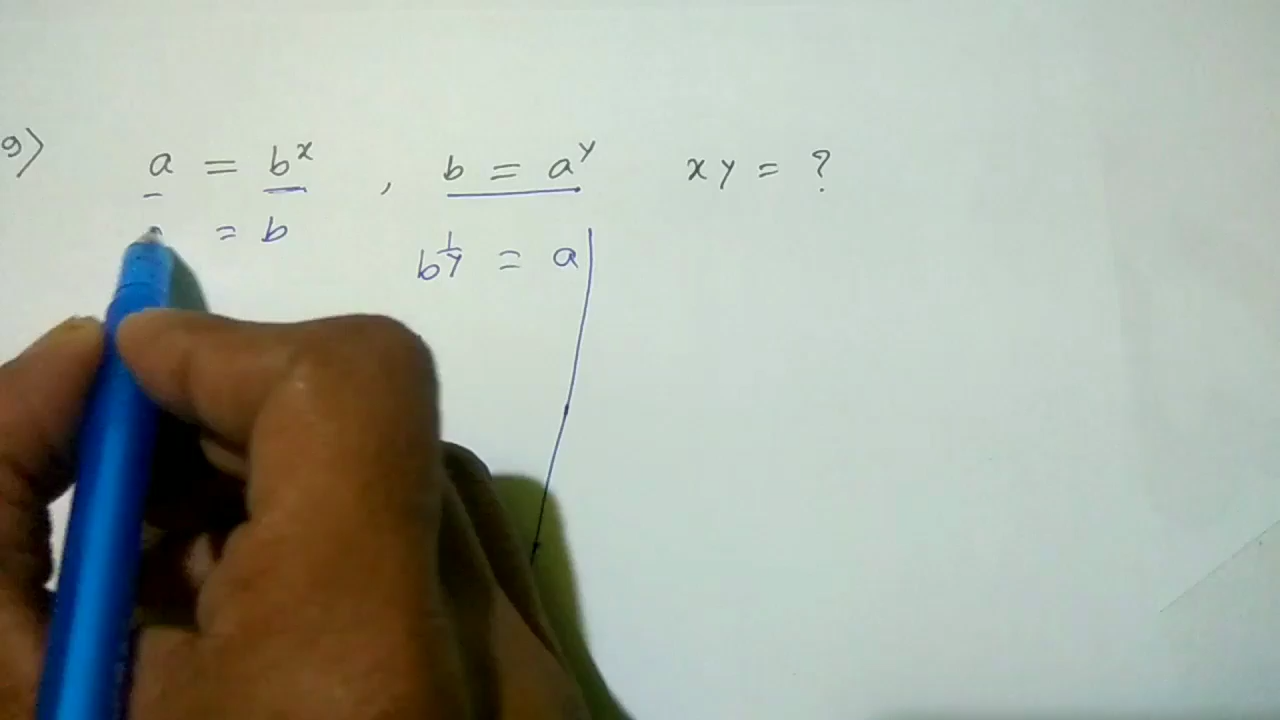 9) a = b^x , b = a^y xy = ?
= b
b^1/y = a